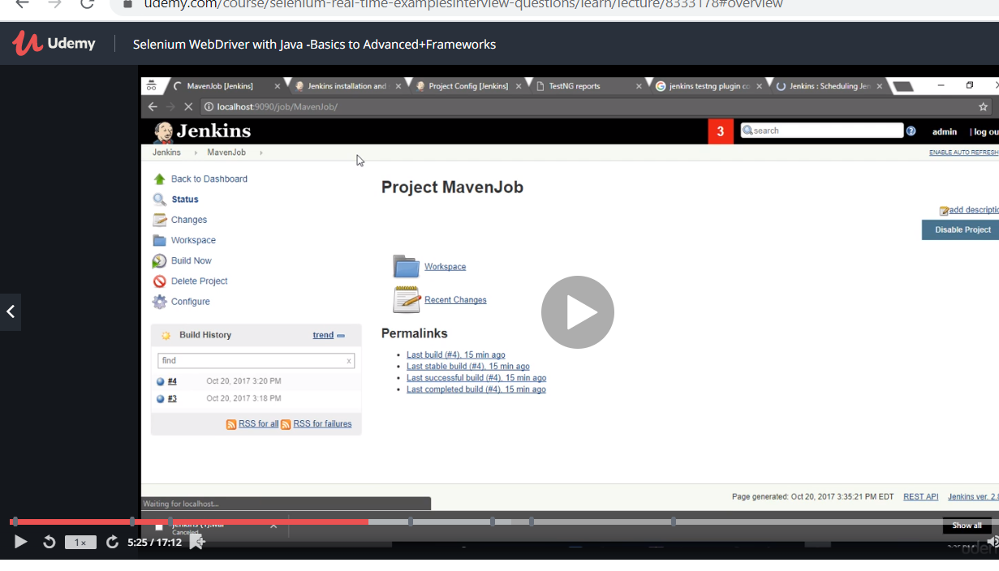 udemy.com/course/selenium-real-time-examplesinterview-questions/learn/lecture/8333178#overview
Udemy Selenium WebDriver with Java -Basics to Advanced+Frameworks
MavenJob [Jenkins] Jenkins installation and Project Config [Jenkins] TestNG reports jenkins testng plugin co Jenkins : Scheduling Jen
localhost:9090/job/MavenJob/
Jenkins 3 search admin | log ou
Jenkins MavenJob ENABLE AUTO REFRESH
Back to Dashboard
Project MavenJob
Status
add descriptio
Changes
Disable Project
Workspace
Build Now
Workspace
Delete Project
Configure
Recent Changes
Build History trend
Permalinks
find x
Last build (#4), 15 min ago
Last stable build (#4), 15 min ago
Last successful build (#4), 15 min ago
Last completed build (#4), 15 min ago
#4 Oct 20, 2017 3:20 PM
#3 Oct 20, 2017 3:18 PM
RSS for all RSS for failures
Page generated: Oct 20, 2017 3:35:21 PM EDT REST API Jenkins ver. 2.8
Waiting for localhost...
Canceled
Show all
1x 5:25 / 17:12